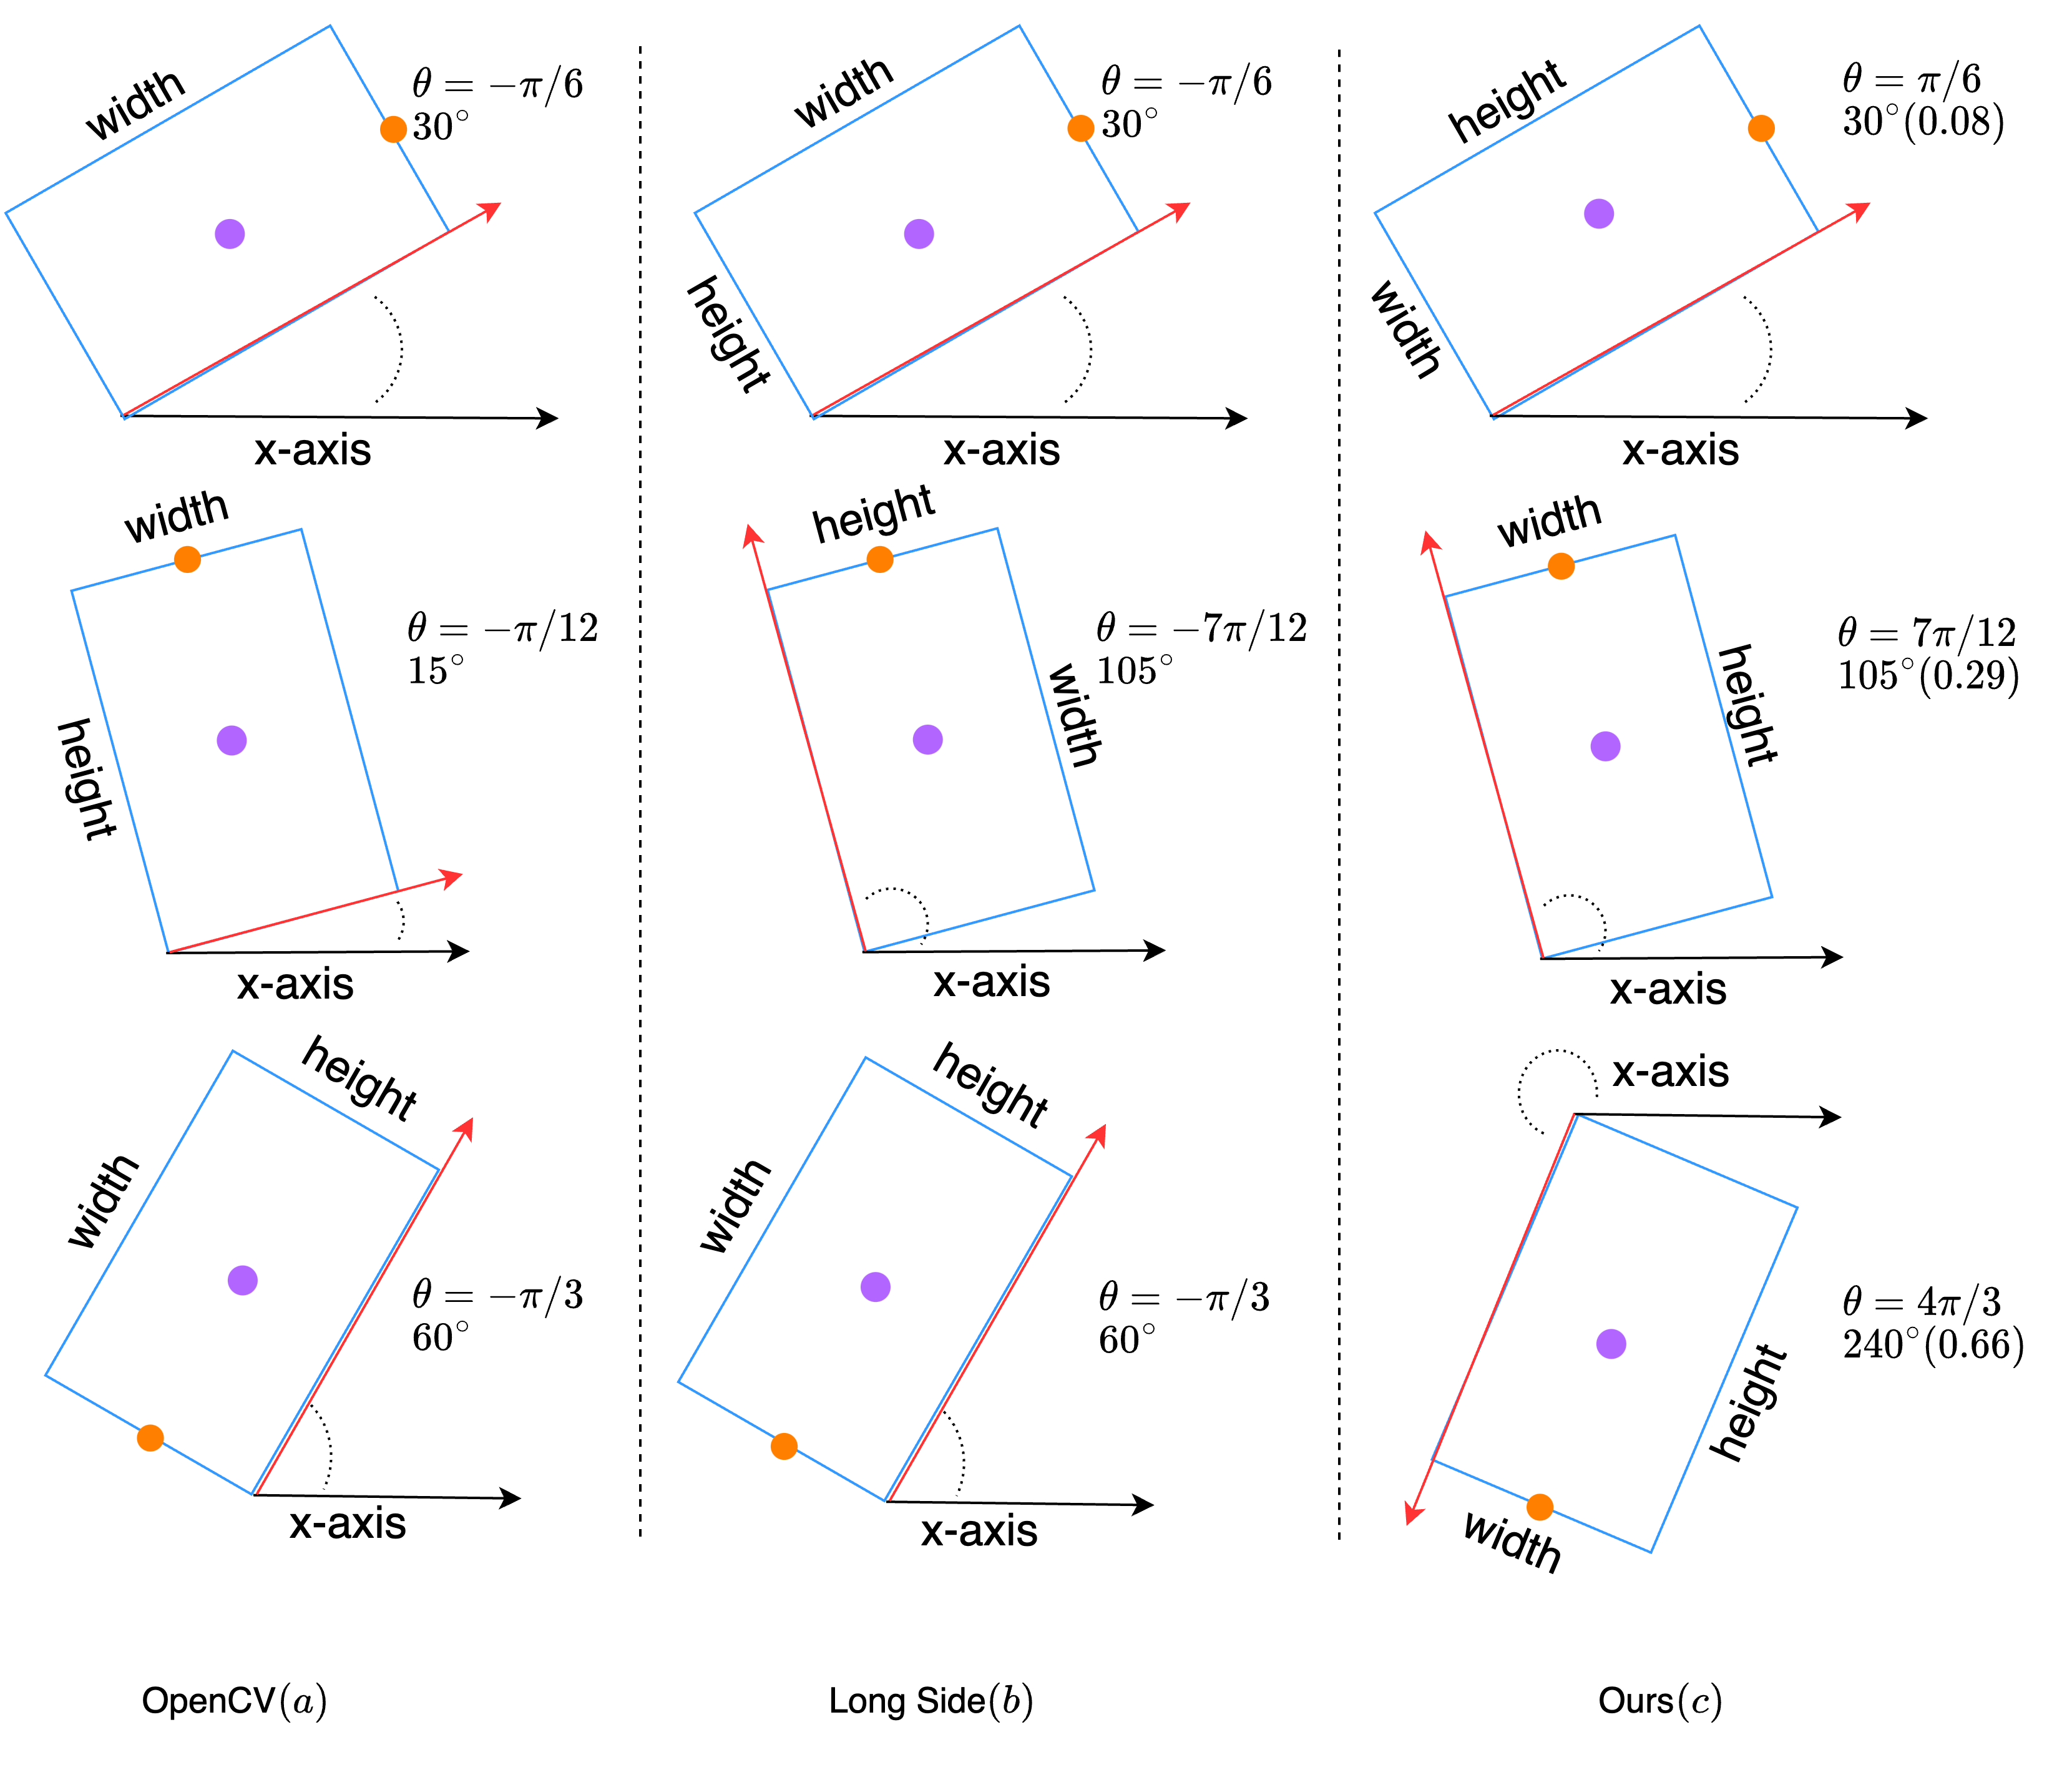 width
θ = −π/6
30°
x-axis
width
height
θ = −π/6
30°
x-axis
height
width
θ = π/6
30°(0.08)
x-axis
width
height
θ = −π/12
15°
x-axis
height
width
θ = −7π/12
105°
x-axis
width
height
θ = 7π/12
105°(0.29)
x-axis
height
width
θ = −π/3
60°
x-axis
height
width
θ = −π/3
60°
x-axis
x-axis
θ = 4π/3
240°(0.66)
height
width
OpenCV(a)
Long Side(b)
Ours(c)